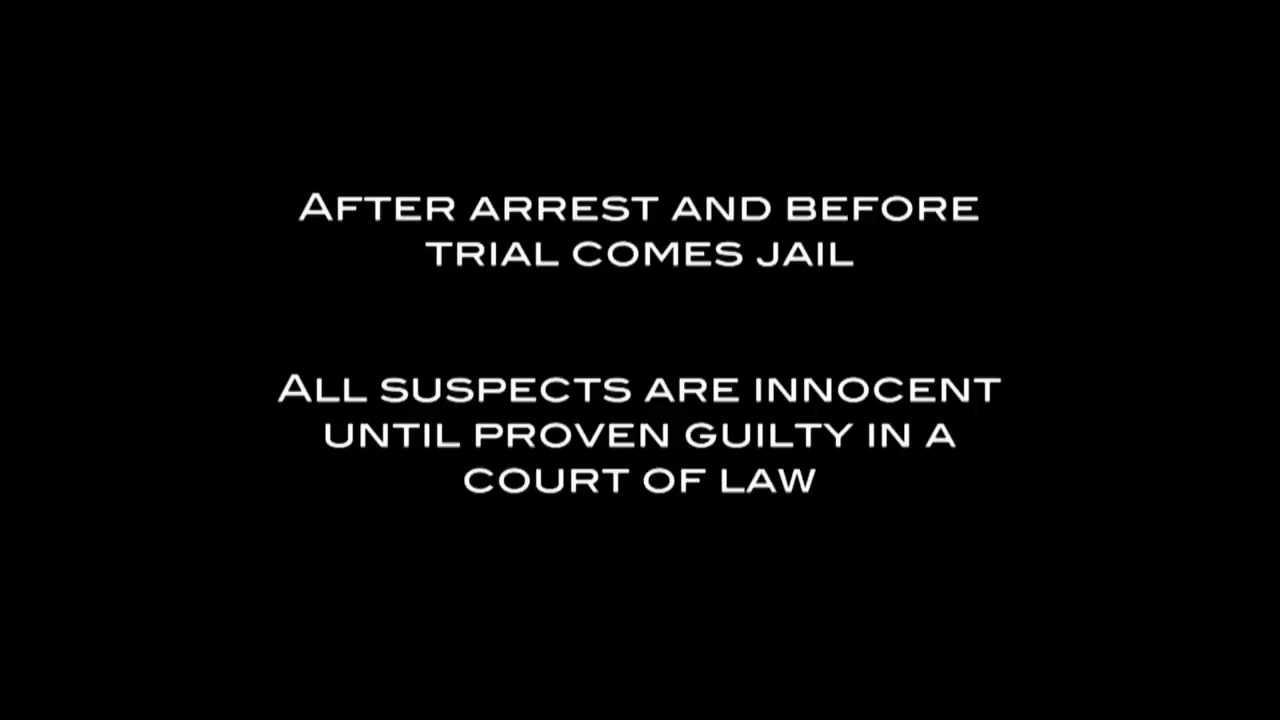 After arrest and before
trial comes jail
All suspects are innocent
until proven guilty in a
court of law